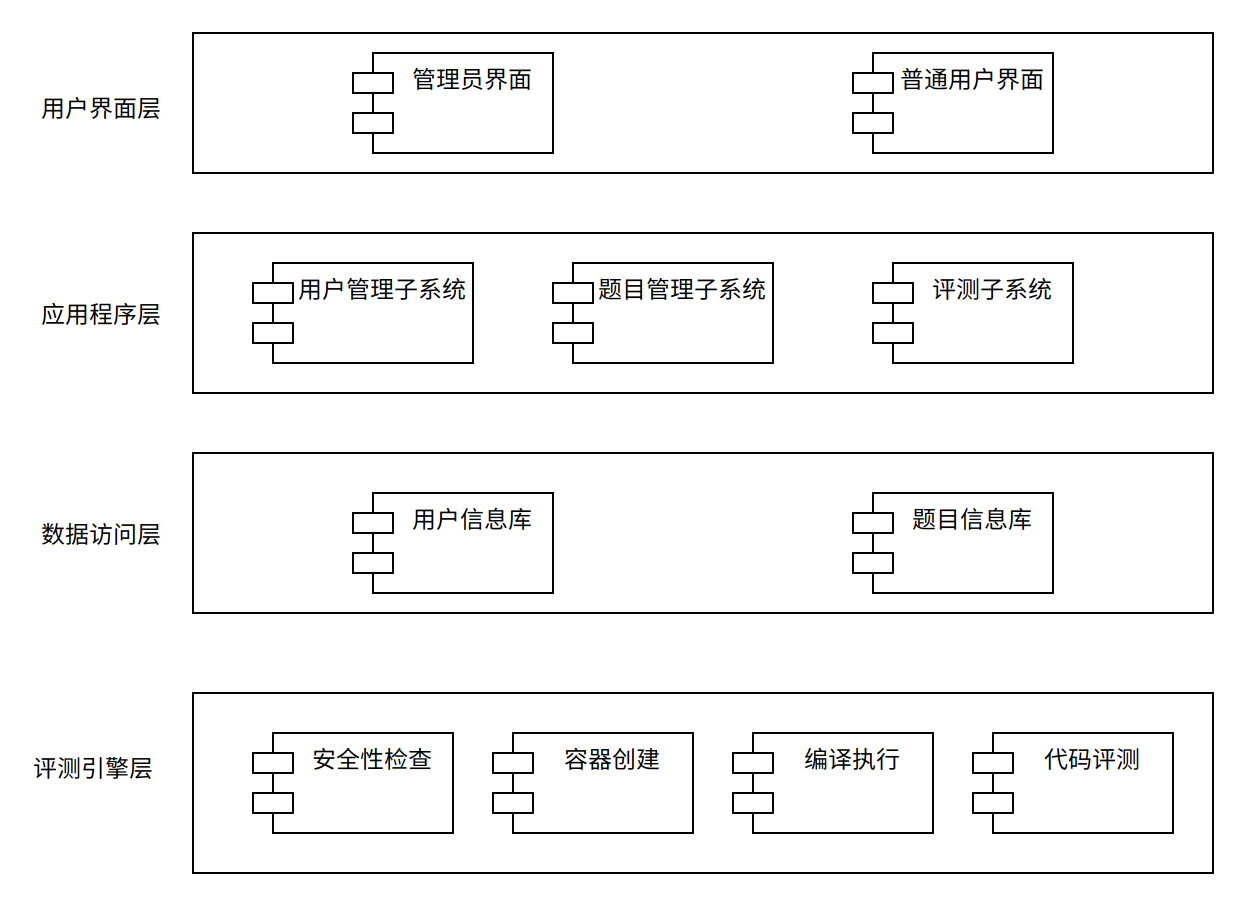 用户界面层
管理员界面
普通用户界面
应用程序层
用户管理子系统
题目管理子系统
评测子系统
数据访问层
用户信息库
题目信息库
评测引擎层
安全性检查
容器创建
编译执行
代码评测